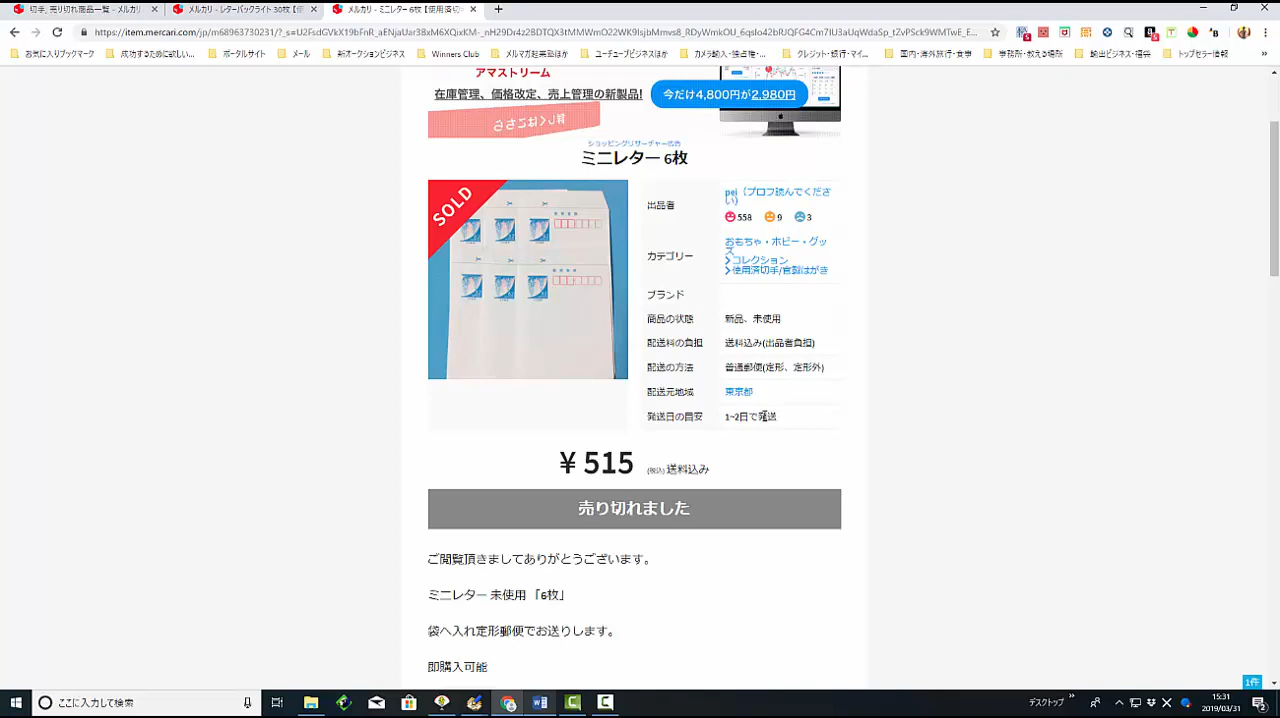 切手, 売り切れ商品一覧 - メルカリ
メルカリ - レターパックライト 30枚 【
メルカリ - ミニレター 6枚 【使用済切
https://item.mercari.com/jp/m68963730231/
お気に入りブックマーク
成功するために欲しい...
ポータルサイト
メール
新オークションビジネス
Winner Club
メルマガ起業塾ほか
ユーチューブビジネスほか
カメラ転入・独占権...
クレジット・銀行・マイ...
国内・海外旅行・食事
事務所・教える場所
輸出ビジネス・福芸
トップセラー情報
アマストリーム
在庫管理、価格改定、売上管理の新製品!
今だけ4,800円が2,980円
ショッピングリサーチャー広告
ミニレター 6枚
SOLD
出品者
pei（プロフ読んでください）
558 9 3
カテゴリー
おもちゃ・ホビー・グッズ
コレクション
使用済切手/官製はがき
ブランド
商品の状態
新品、未使用
配送料の負担
送料込み(出品者負担)
配送の方法
普通郵便(定形、定形外)
配送元地域
東京都
発送日の目安
1~2日で発送
¥ 515 (税込) 送料込み
売り切れました
ご閲覧頂きましてありがとうございます。
ミニレター 未使用 「6枚」
袋へ入れ定形郵便でお送りします。
即購入可能
1件
ここに入力して検索
デスクトップ
15:31
2019/03/31